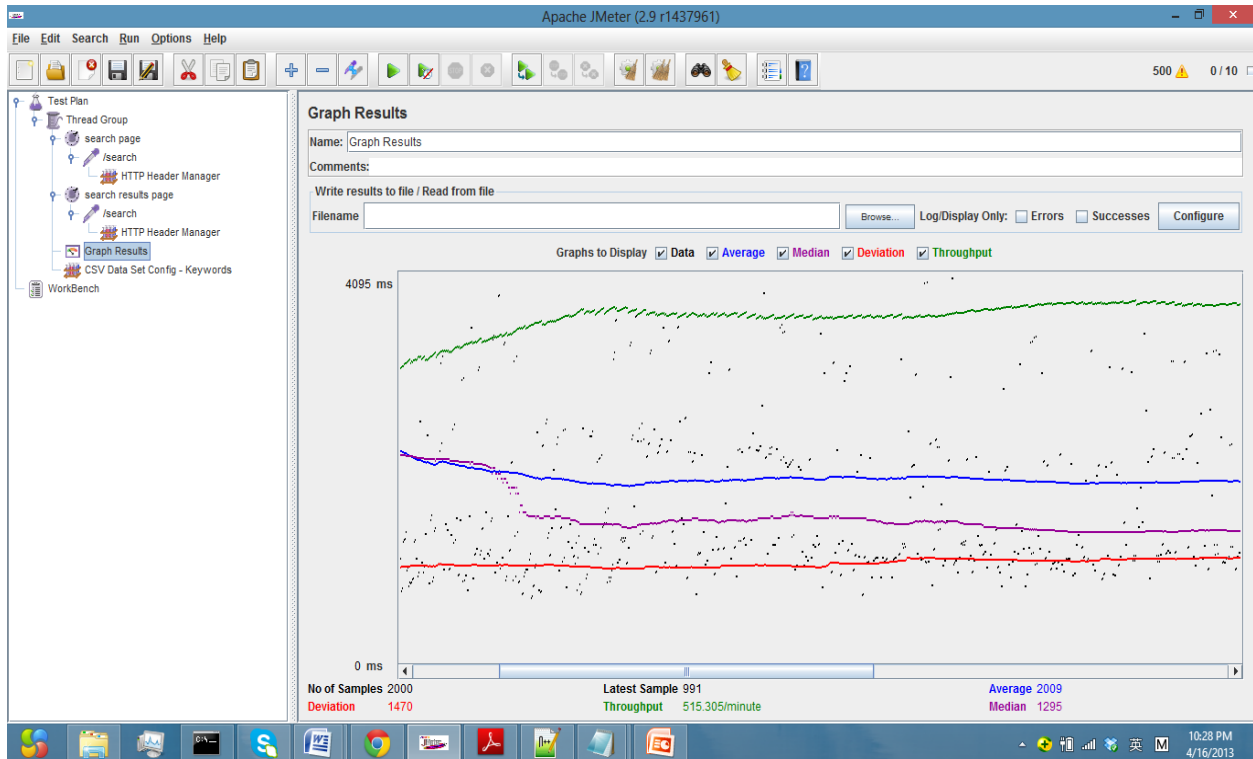 Apache JMeter (2.9 r1437961)
File Edit Search Run Options Help
500 0 / 10
Test Plan
Thread Group
search page
/search
HTTP Header Manager
search results page
/search
HTTP Header Manager
Graph Results
CSV Data Set Config - Keywords
WorkBench
Graph Results
Name: Graph Results
Comments:
Write results to file / Read from file
Filename Browse... Log/Display Only: Errors Successes Configure
Graphs to Display Data Average Median Deviation Throughput
4095 ms
0 ms
No of Samples 2000 Latest Sample 991 Average 2009
Deviation 1470 Throughput 515.305/minute Median 1295
英 M 10:28 PM
4/16/2013